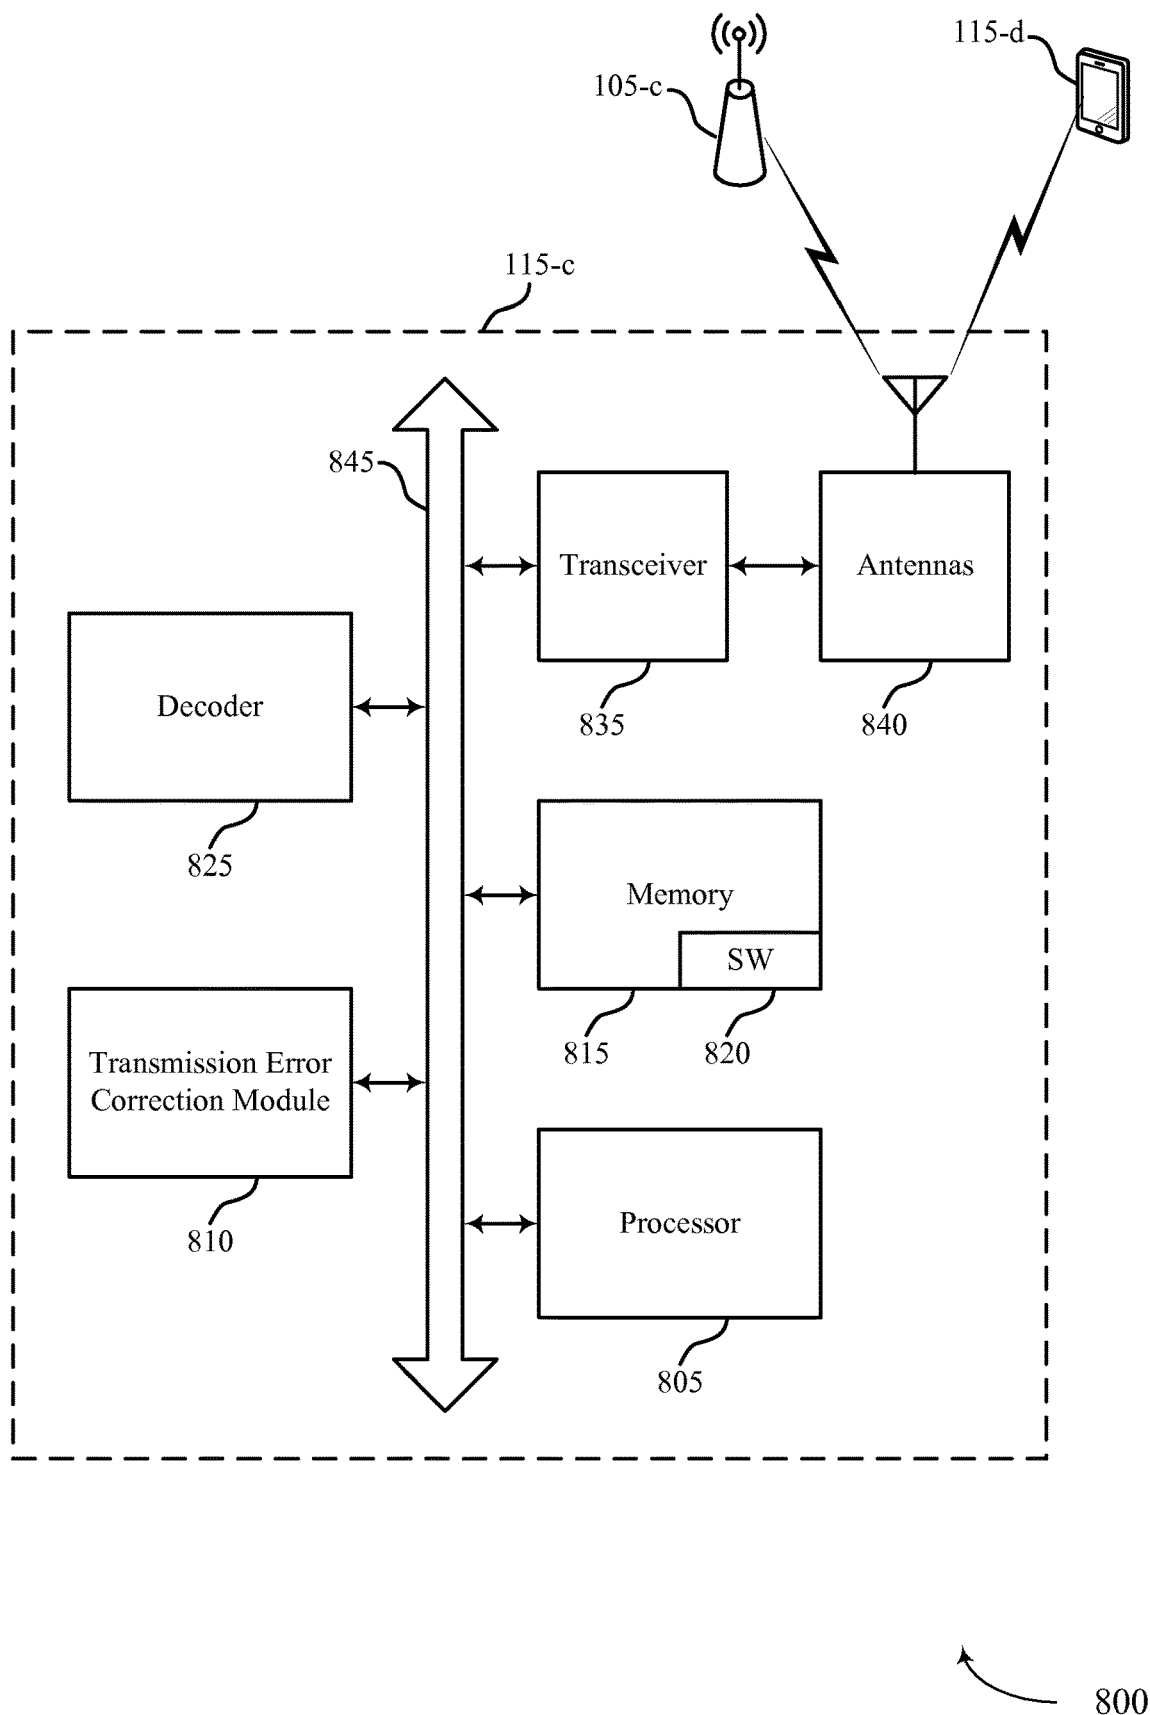 105-c
115-d
115-c
845
Transceiver
Antennas
835
840
Decoder
825
Memory
SW
815
820
Transmission Error
Correction Module
810
Processor
805
800